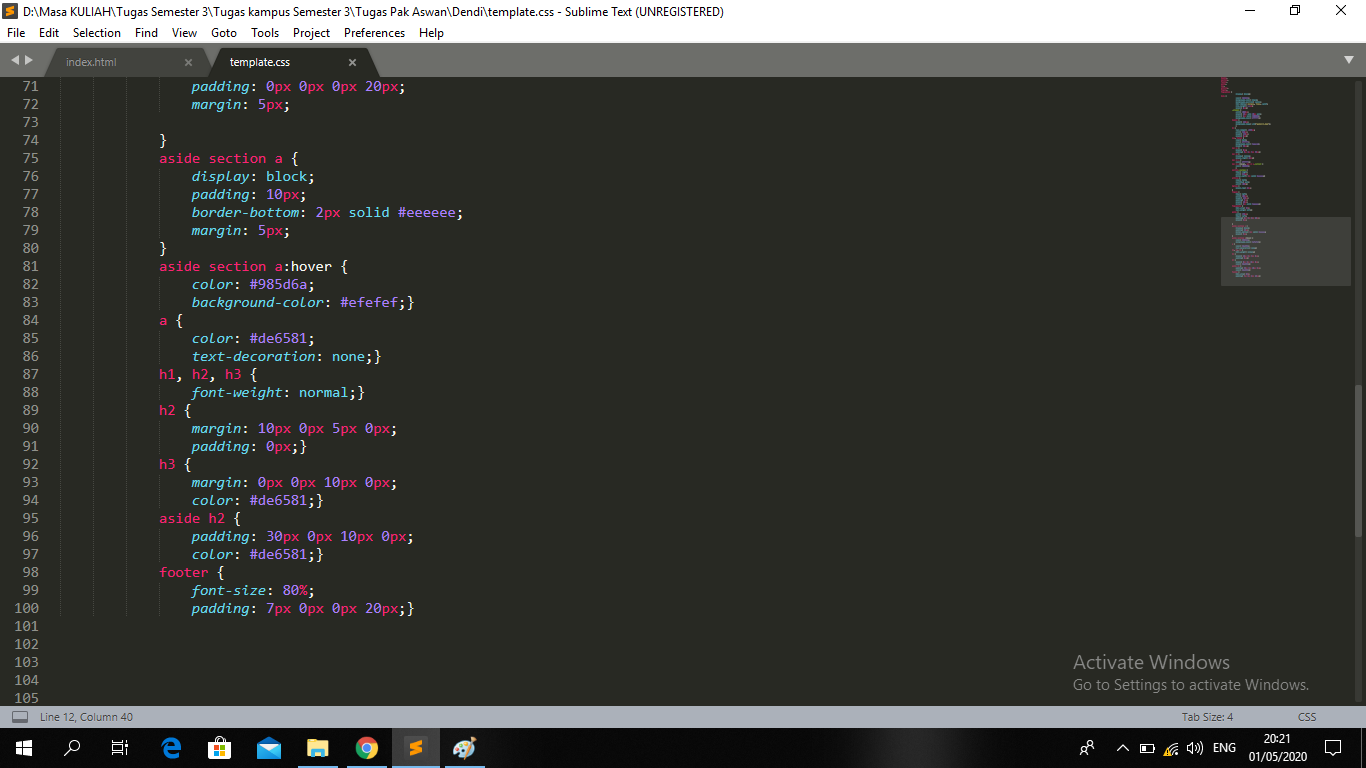 D:\Masa KULIAH\Tugas Semester 3\Tugas kampus Semester 3\Tugas Pak Aswan\Dendi\template.css - Sublime Text (UNREGISTERED)
File Edit Selection Find View Goto Tools Project Preferences Help
index.html template.css
71 padding: 0px 0px 0px 20px;
72 margin: 5px;
73
74 }
75 aside section a {
76 display: block;
77 padding: 10px;
78 border-bottom: 2px solid #eeeeee;
79 margin: 5px;
80 }
81 aside section a:hover {
82 color: #985d6a;
83 background-color: #efefef;}
84 a {
85 color: #de6581;
86 text-decoration: none;}
87 h1, h2, h3 {
88 font-weight: normal;}
89 h2 {
90 margin: 10px 0px 5px 0px;
91 padding: 0px;}
92 h3 {
93 margin: 0px 0px 10px 0px;
94 color: #de6581;}
95 aside h2 {
96 padding: 30px 0px 10px 0px;
97 color: #de6581;}
98 footer {
99 font-size: 80%;
100 padding: 7px 0px 0px 20px;}
101
102
103
104
105
Activate Windows
Go to Settings to activate Windows.
Line 12, Column 40 Tab Size: 4 CSS
ENG 20:21
01/05/2020